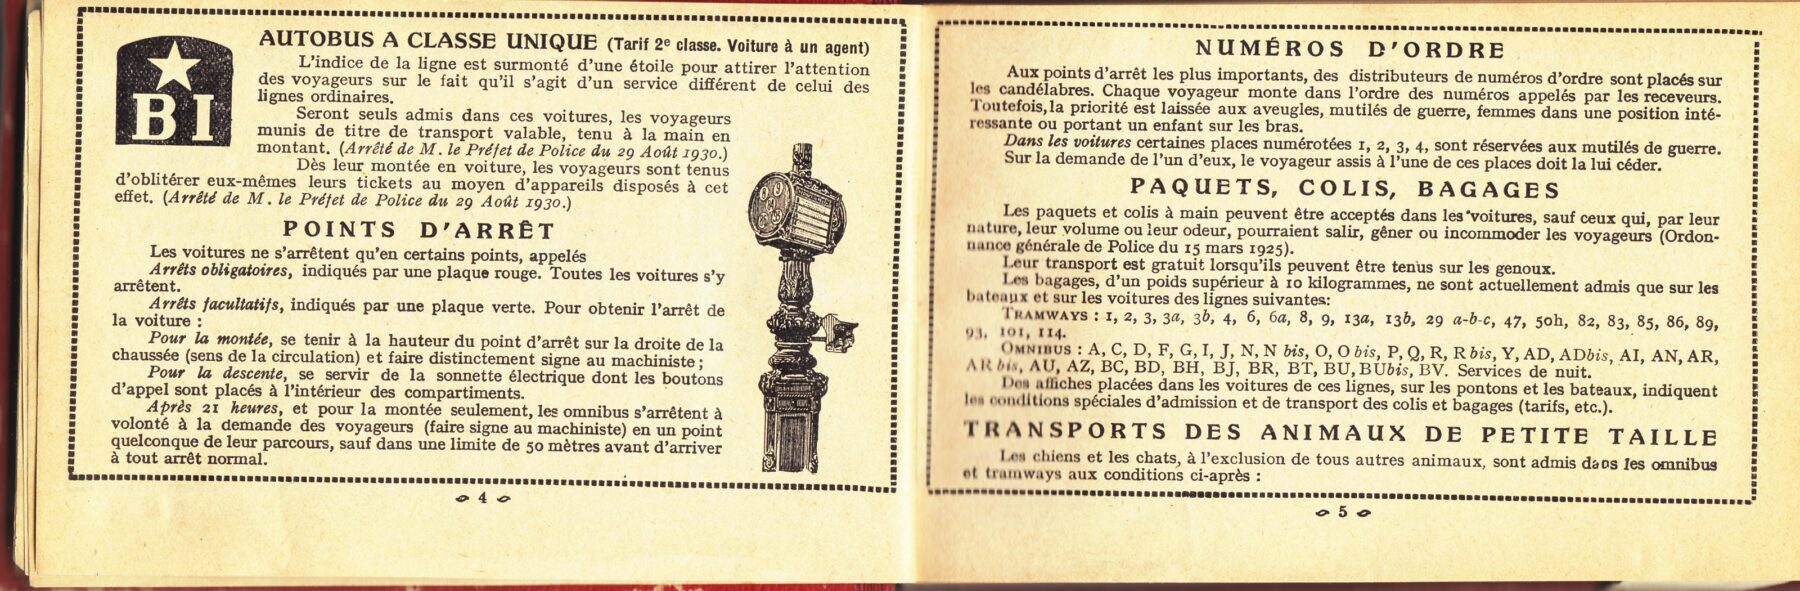 BI
AUTOBUS A CLASSE UNIQUE (Tarif 2e classe. Voiture à un agent)
L'indice de la ligne est surmonté d'une étoile pour attirer l'attention
des voyageurs sur le fait qu'il s'agit d'un service différent de celui des
lignes ordinaires.
Seront seuls admis dans ces voitures, les voyageurs
munis de titre de transport valable, tenu à la main en
montant. (Arrêté de M. le Préfet de Police du 29 Août 1930.)
Dès leur montée en voiture, les voyageurs sont tenus
d'oblitérer eux-mêmes leurs tickets au moyen d'appareils disposés à cet
effet. (Arrêté de M. le Préfet de Police du 29 Août 1930.)
POINTS D'ARRÊT
Les voitures ne s'arrêtent qu'en certains points, appelés
Arrêts obligatoires, indiqués par une plaque rouge. Toutes les voitures s'y
arrêtent.
Arrêts facultatifs, indiqués par une plaque verte. Pour obtenir l'arrêt de
la voiture :
Pour la montée, se tenir à la hauteur du point d'arrêt sur la droite de la
chaussée (sens de la circulation) et faire distinctement signe au machiniste ;
Pour la descente, se servir de la sonnette électrique dont les boutons
d'appel sont placés à l'intérieur des compartiments.
Après 21 heures, et pour la montée seulement, les omnibus s'arrêtent à
volonté à la demande des voyageurs (faire signe au machiniste) en un point
quelconque de leur parcours, sauf dans une limite de 50 mètres avant d'arriver
à tout arrêt normal.
4
NUMÉROS D'ORDRE
Aux points d'arrêt les plus importants, des distributeurs de numéros d'ordre sont placés sur
les candélabres. Chaque voyageur monte dans l'ordre des numéros appelés par les receveurs.
Toutefois, la priorité est laissée aux aveugles, mutilés de guerre, femmes dans une position inté-
ressante ou portant un enfant sur les bras.
Dans les voitures certaines places numérotées 1, 2, 3, 4, sont réservées aux mutilés de guerre.
Sur la demande de l'un d'eux, le voyageur assis à l'une de ces places doit la lui céder.
PAQUETS, COLIS, BAGAGES
Les paquets et colis à main peuvent être acceptés dans les voitures, sauf ceux qui, par leur
nature, leur volume ou leur odeur, pourraient salir, gêner ou incommoder les voyageurs (Ordon-
nance générale de Police du 15 mars 1925).
Leur transport est gratuit lorsqu'ils peuvent être tenus sur les genoux.
Les bagages, d'un poids supérieur à 10 kilogrammes, ne sont actuellement admis que sur les
bateaux et sur les voitures des lignes suivantes:
TRAMWAYS : 1, 2, 3, 3a, 3b, 4, 6, 6a, 8, 9, 13a, 13b, 29 a-b-c, 47, 50h, 82, 83, 85, 86, 89,
93, 101, 114.
OMNIBUS : A, C, D, F, G, I, J, N, N bis, O, O bis, P, Q, R, R bis, Y, AD, ADbis, AI, AN, AR,
AR bis, AU, AZ, BC, BD, BH, BJ, BR, BT, BU, BUbis, BV. Services de nuit.
Des affiches placées dans les voitures de ces lignes, sur les pontons et les bateaux, indiquent
les conditions spéciales d'admission et de transport des colis et bagages (tarifs, etc.).
TRANSPORTS DES ANIMAUX DE PETITE TAILLE
Les chiens et les chats, à l'exclusion de tous autres animaux, sont admis dans les omnibus
et tramways aux conditions ci-après :
5